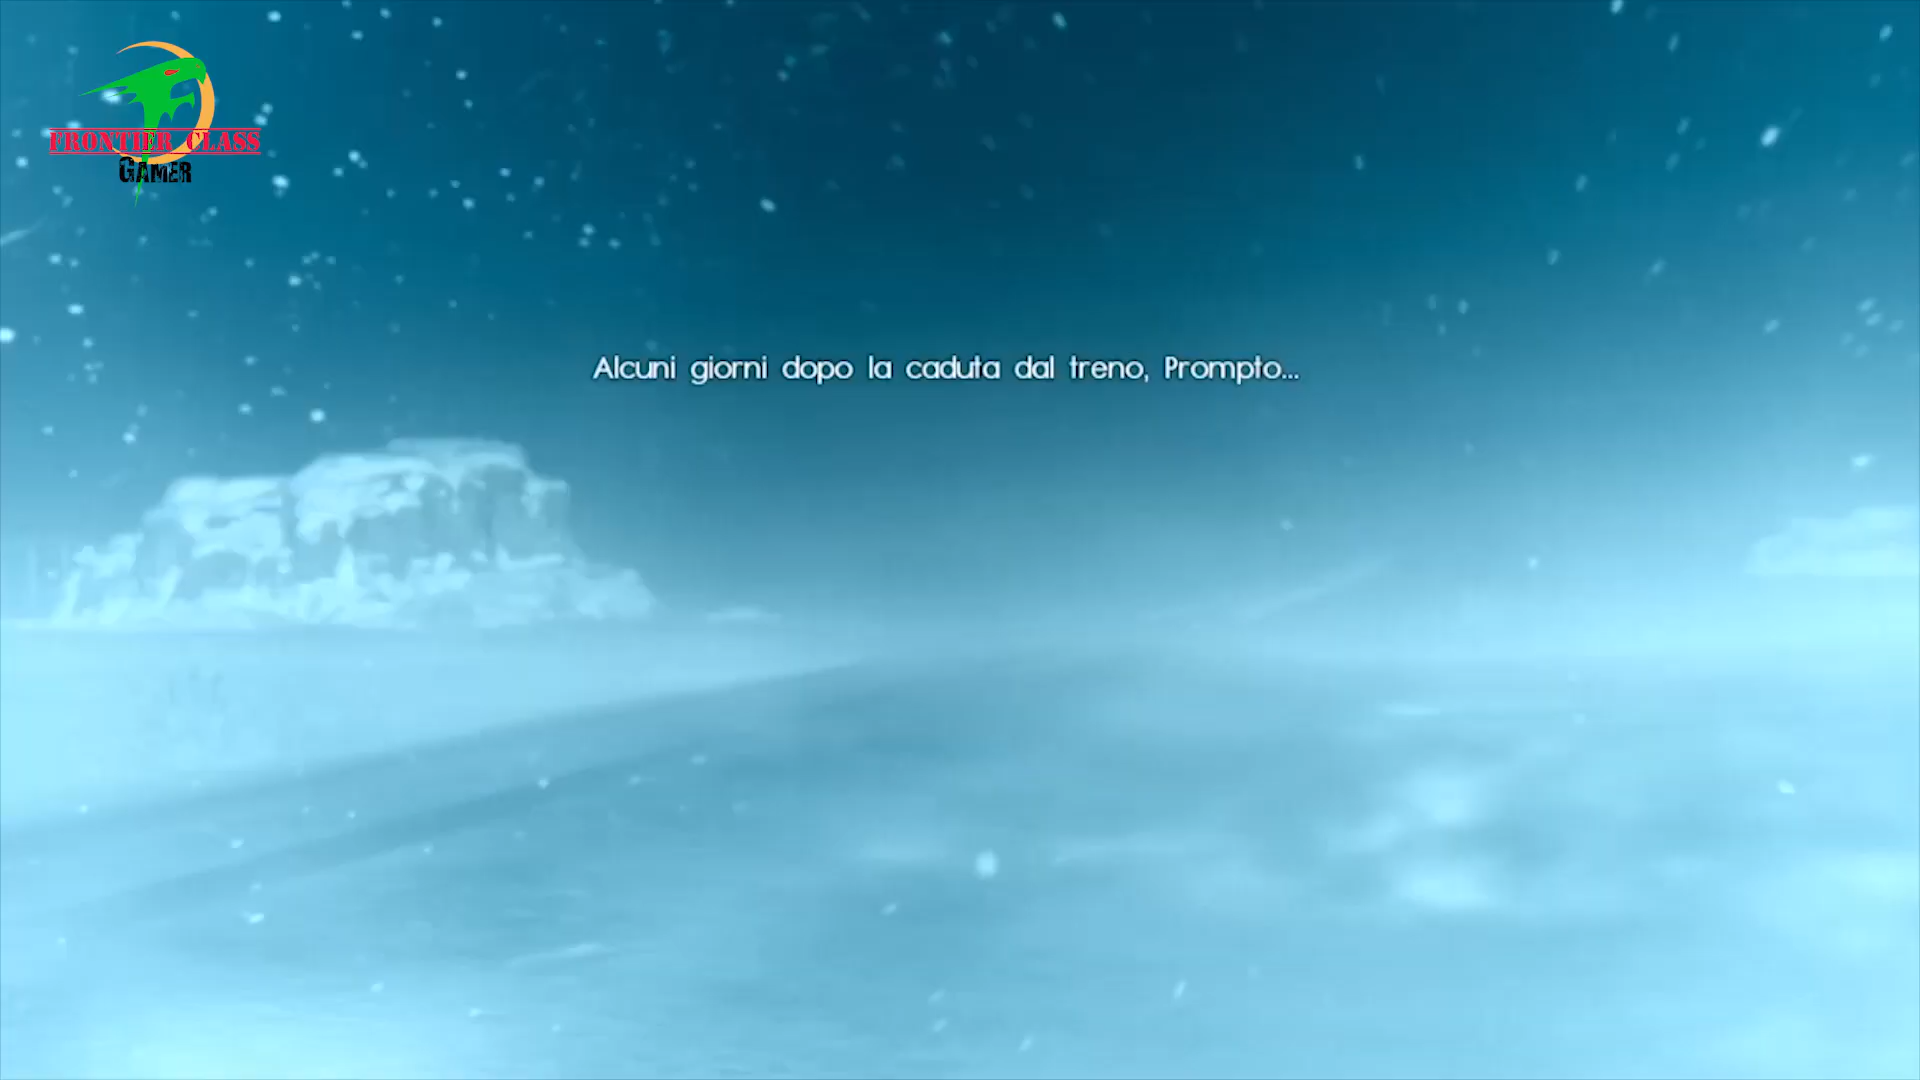 FRONTIER CLASS
GAMER
Alcuni giorni dopo la caduta dal treno, Prompto...